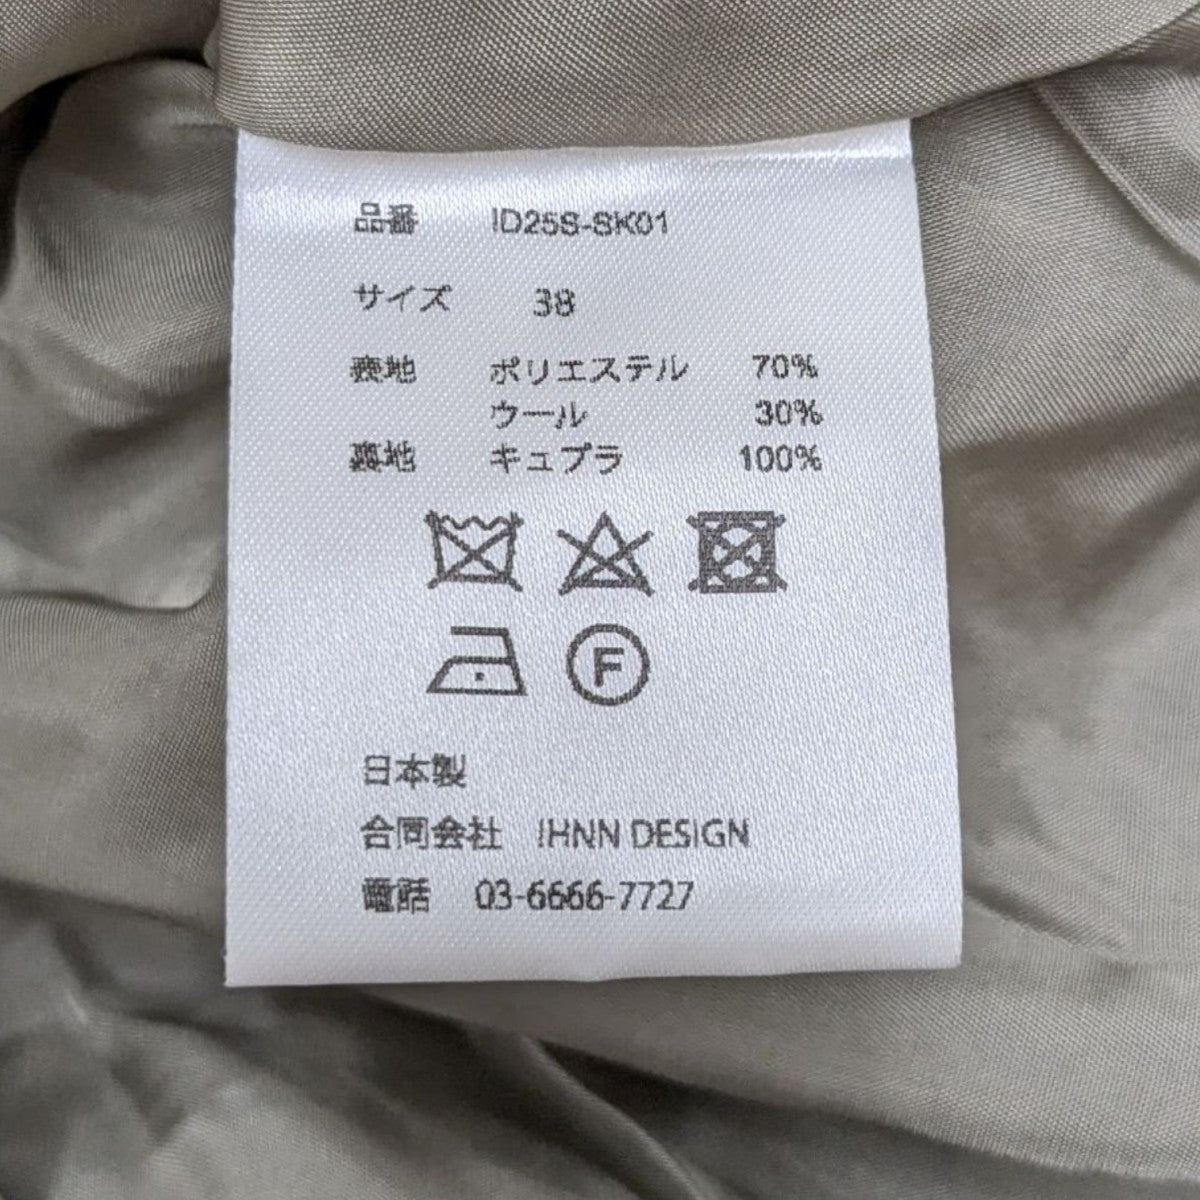 品番 ID25S-SK01
サイズ 38
表地 ポリエステル 70%
ウール 30%
裏地 キュプラ 100%
F
日本製
合同会社 IHNN DESIGN
電話 03-6666-7727